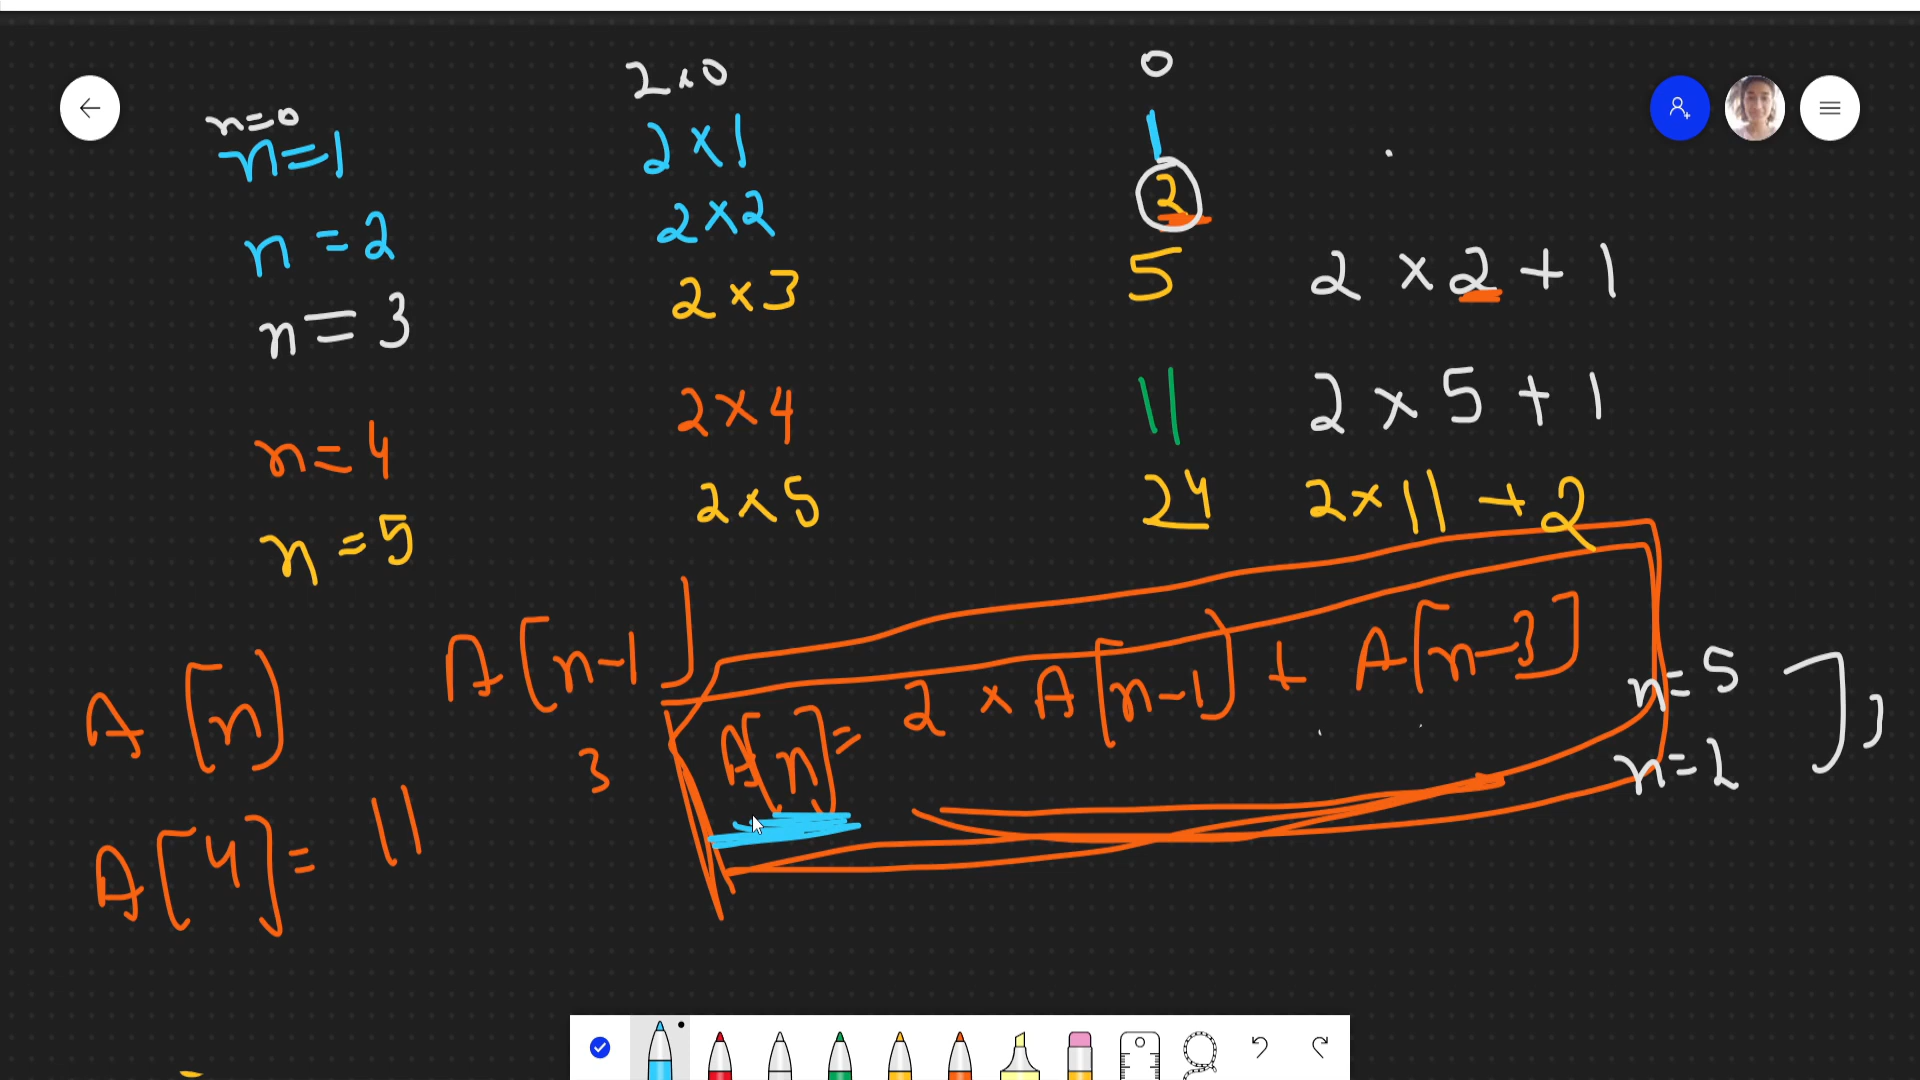 n=0 2×0 0
n=1 2×1 1
n=2 2×2 2
n=3 2×3 5 2×2+1
n=4 2×4 11 2×5+1
n=5 2×5 24 2×11+2
A[n] A[n-1]
A[n]= 2×A[n-1] + A[n-3]
n=5
3
n=2
A[4]= 11